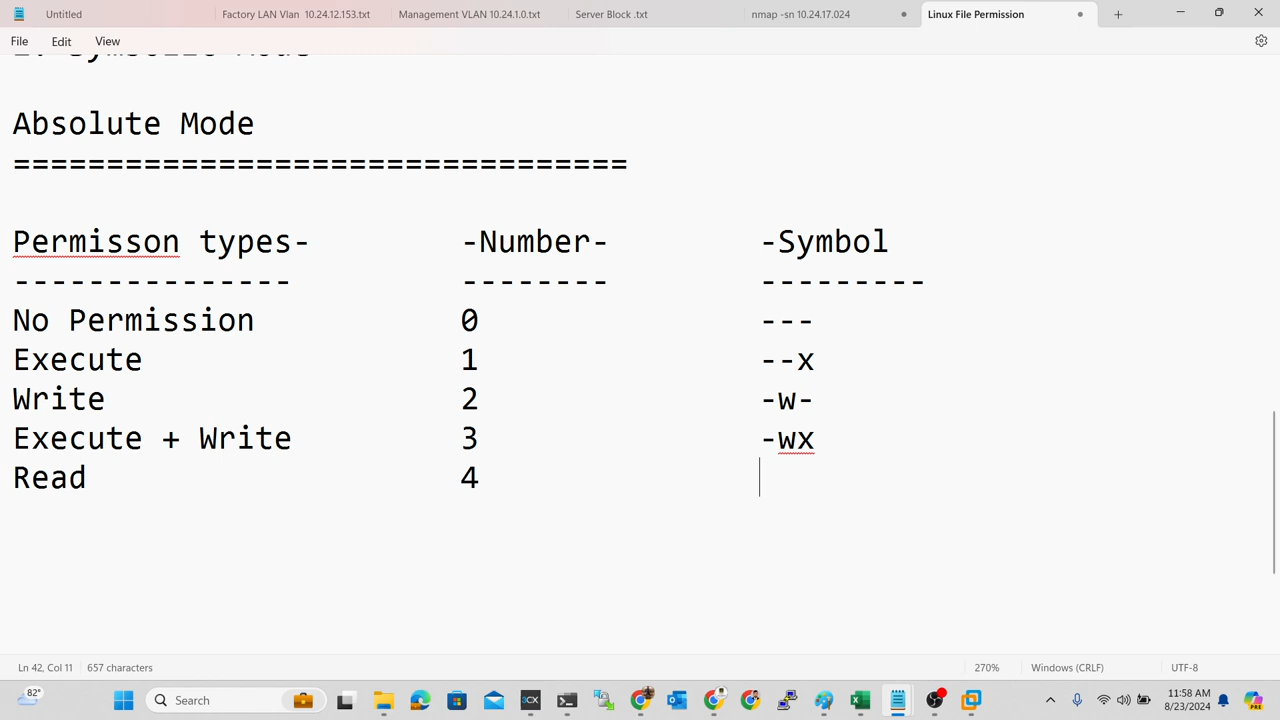 Untitled
Factory LAN Vlan 10.24.12.153.txt
Management VLAN 10.24.1.0.txt
Server Block .txt
nmap -sn 10.24.17.024
Linux File Permission
File Edit View
Absolute Mode
=================================
Permisson types- -Number- -Symbol
--------------- -------- ---------
No Permission 0 ---
Execute 1 --x
Write 2 -w-
Execute + Write 3 -wx
Read 4
Ln 42, Col 11 657 characters 270% Windows (CRLF) UTF-8
82° Search 1:58 AM
8/23/2024